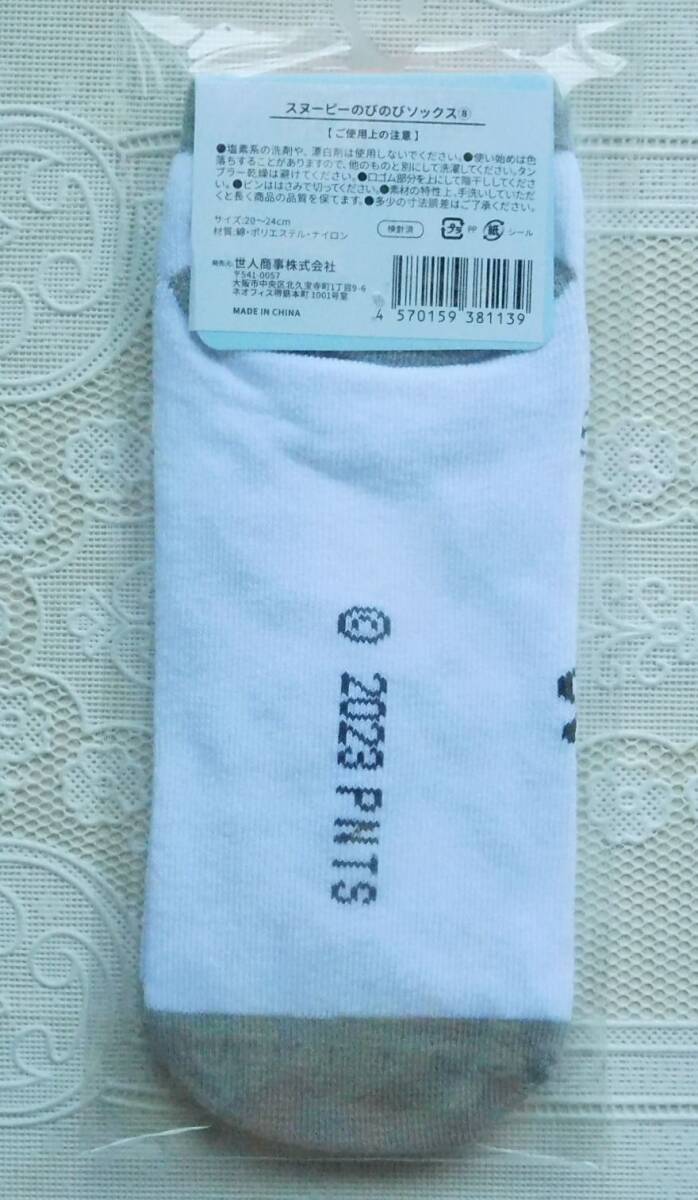 スヌーピーのびのびソックス⑧
【ご使用上の注意】
●塩素系の洗剤や、漂白剤は使用しないでください。●使い始めは色
落ちすることがありますので、他のものと別にして洗濯してください。タン
ブラー乾燥は避けてください。●口ゴム部分を上にして陰干ししてくださ
い。●ピンははさみで切ってください。●素材の特性上、手洗いしていただ
くと長く商品の品質を保てます。●多少の寸法誤差はご了承ください。
サイズ:20〜24cm
材質:綿・ポリエステル・ナイロン
検針済
プラ PP 紙 シール
発売元: 世人商事株式会社
〒541-0057
大阪市中央区北久宝寺町1丁目9-6
ネオフィス堺筋本町 1001号室
MADE IN CHINA
4 570159 381139
© 2023 PNTS